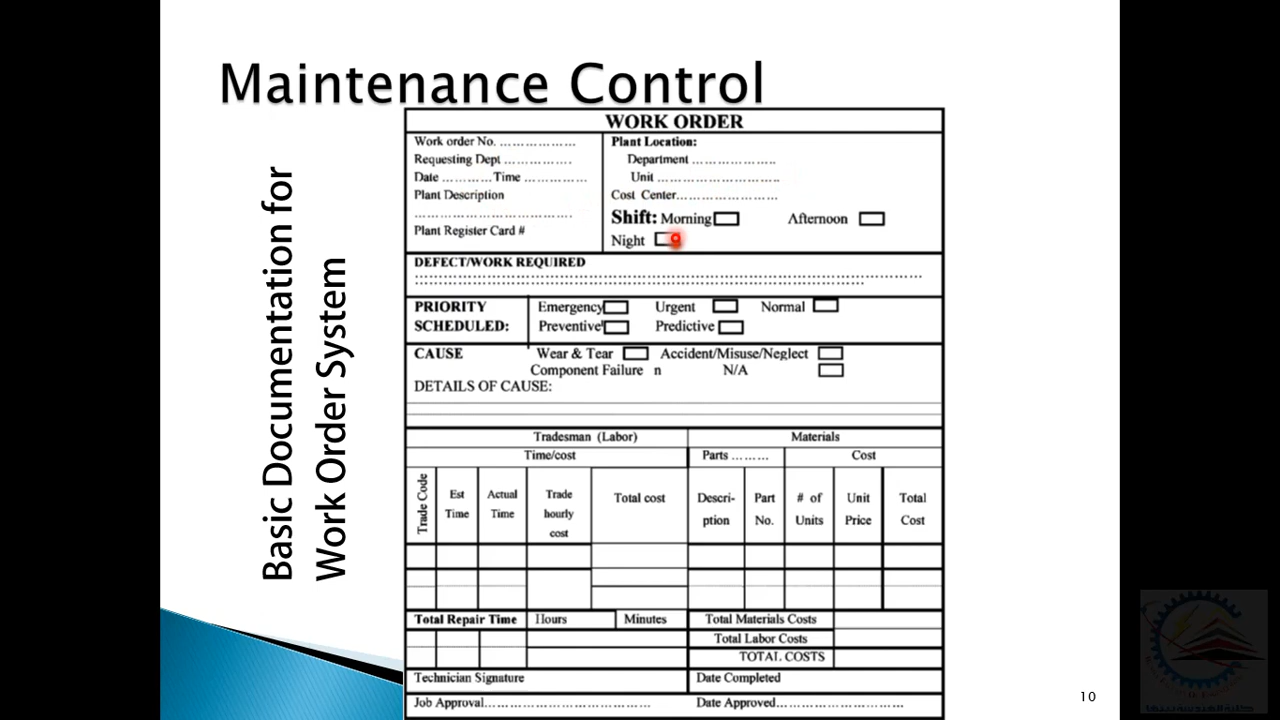 Maintenance Control
Basic Documentation for
Work Order System
WORK ORDER
Work order No. ..................
Requesting Dept ................
Date ........... Time ...............
Plant Description
.......................................
Plant Register Card #
Plant Location:
Department ....................
Unit .............................
Cost Center.........................
Shift: Morning Afternoon
Night
DEFECT/WORK REQUIRED
PRIORITY Emergency Urgent Normal
SCHEDULED: Preventive Predictive
CAUSE Wear & Tear Accident/Misuse/Neglect
Component Failure n N/A
DETAILS OF CAUSE:
Tradesman (Labor) Materials
Time/cost Parts ......... Cost
Trade Code
Est
Time
Actual
Time
Trade
hourly
cost
Total cost
Descri-
ption
Part
No.
# of
Units
Unit
Price
Total
Cost
Total Repair Time Hours Minutes Total Materials Costs
Total Labor Costs
TOTAL COSTS
Technician Signature Date Completed
Job Approval........................................ Date Approved..............................
10